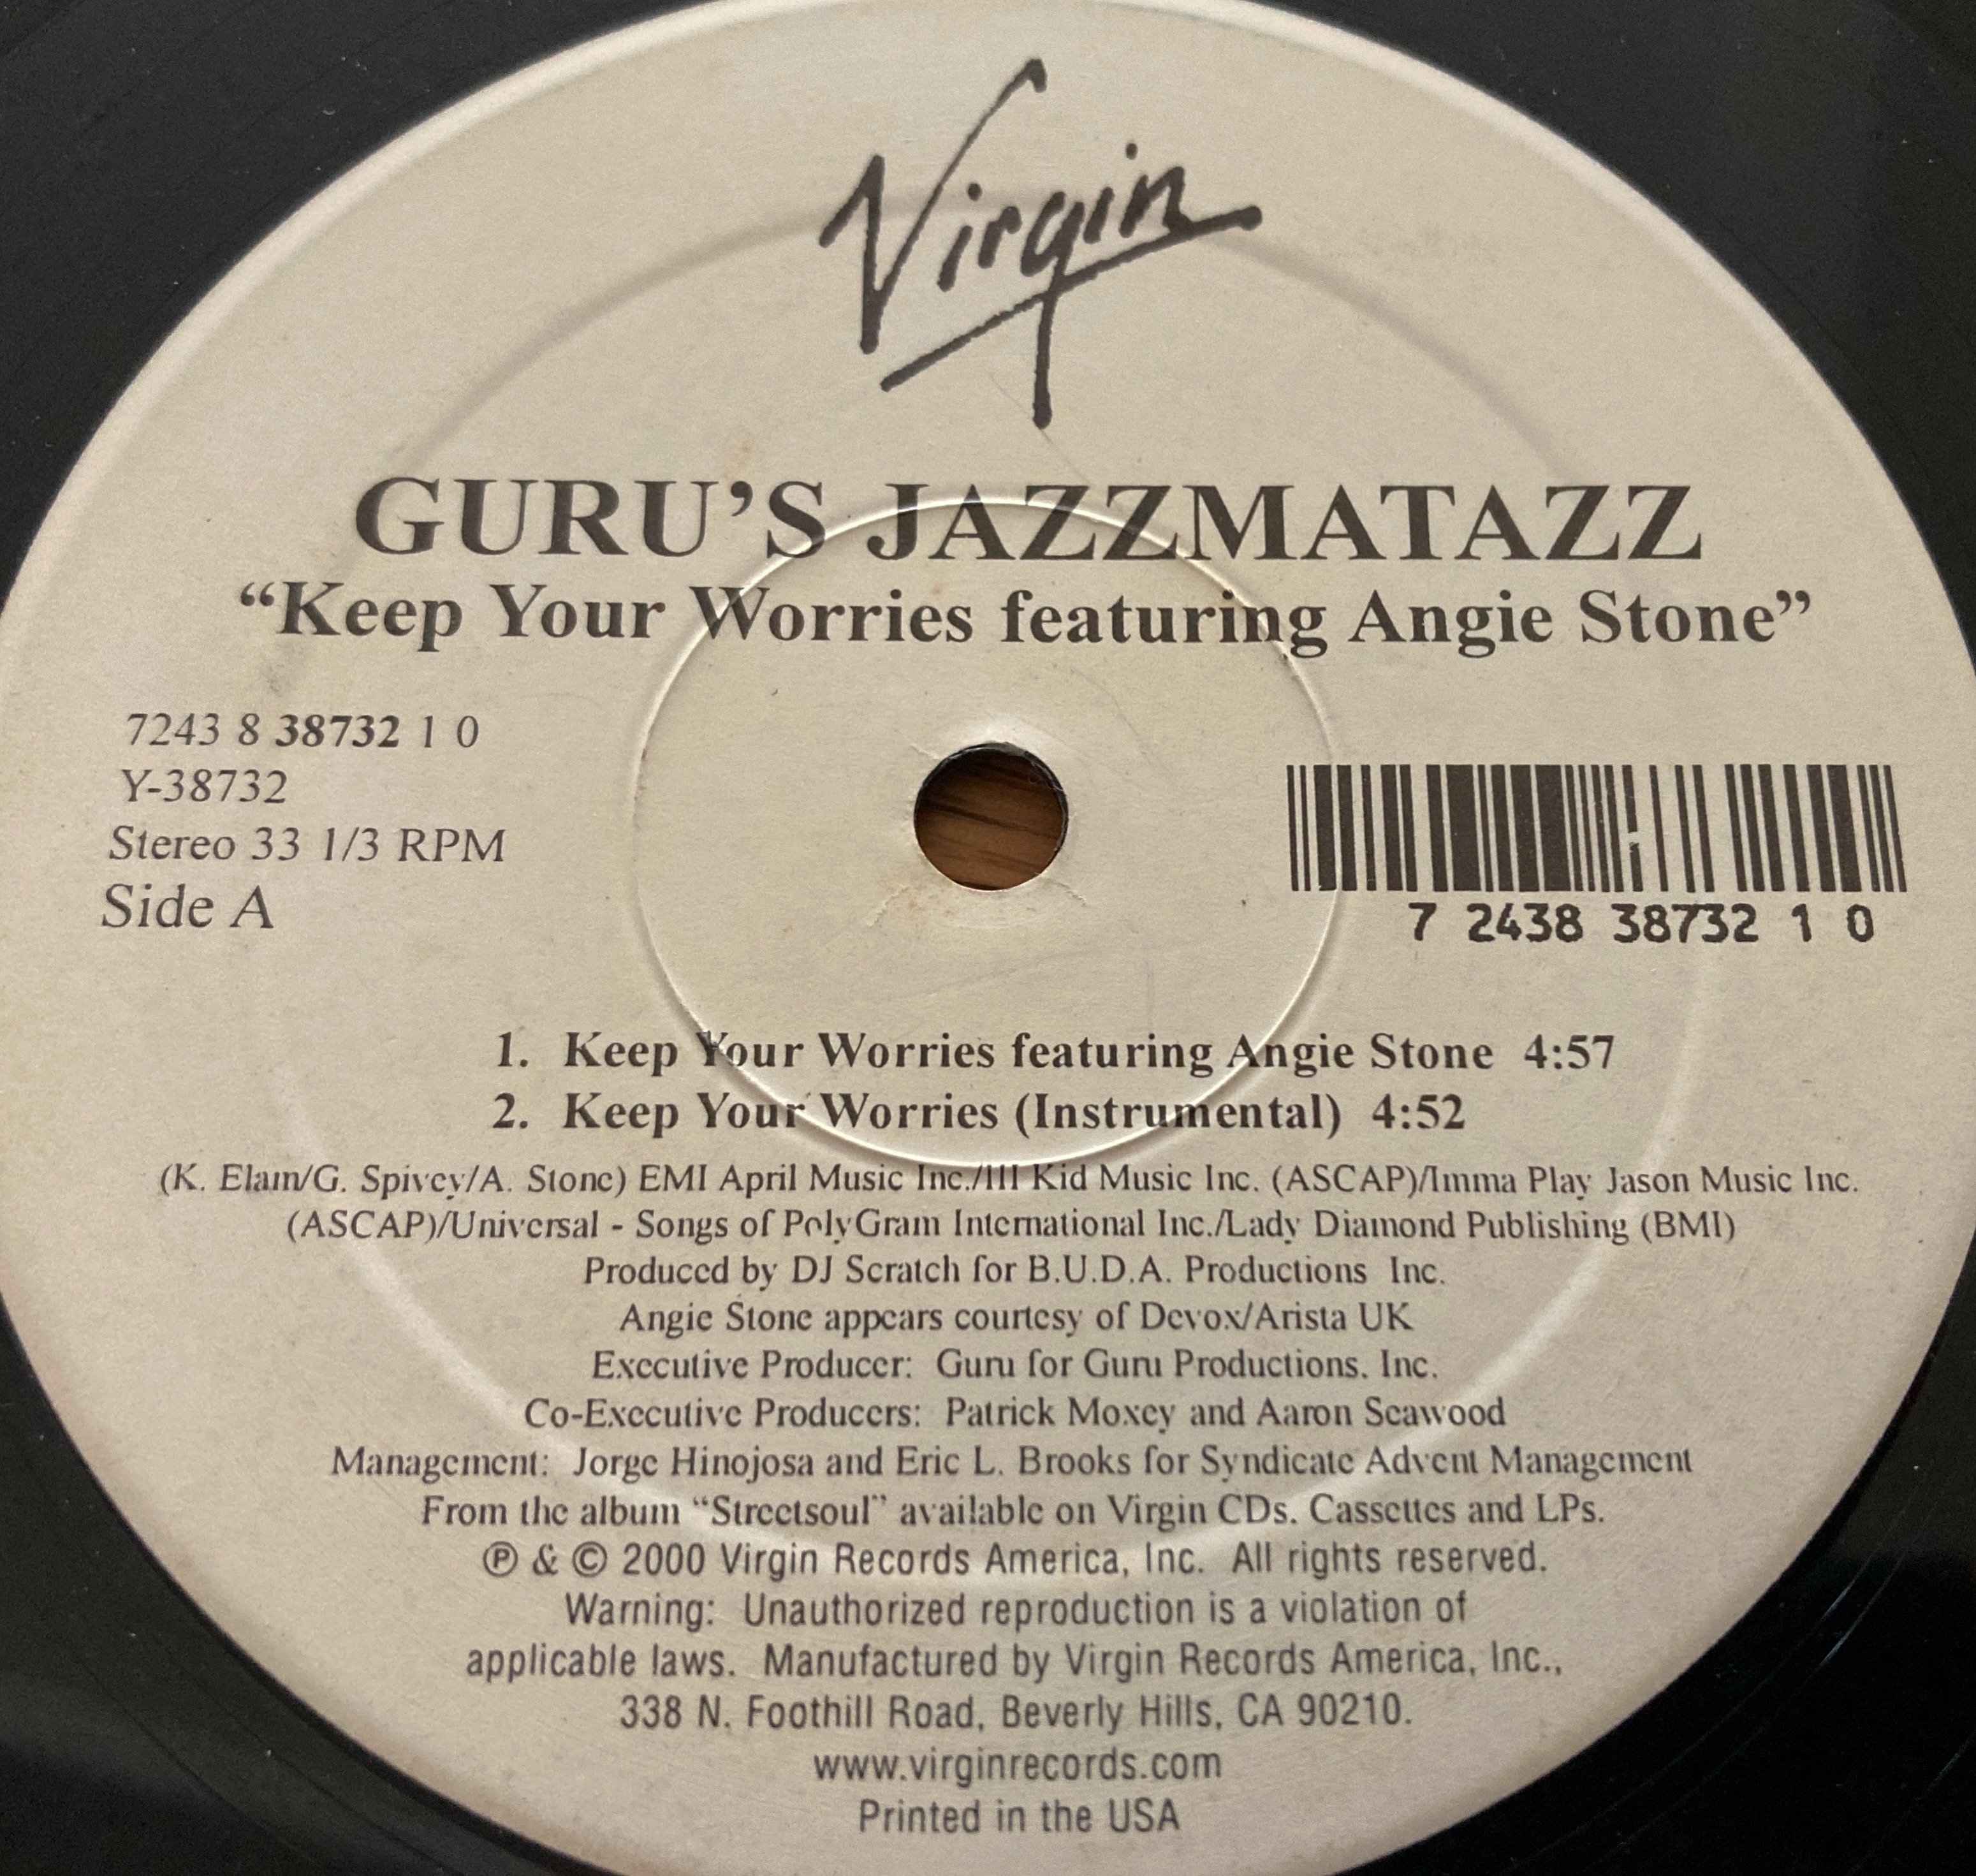 Virgin
GURU’S JAZZMATAZZ
“Keep Your Worries featuring Angie Stone”
7243 8 38732 1 0
Y-38732
Stereo 33 1/3 RPM
Side A
7 2438 38732 1 0
1. Keep Your Worries featuring Angie Stone 4:57
2. Keep Your Worries (Instrumental) 4:52
(K. Elam/G. Spivey/A. Stone) EMI April Music Inc./Ill Kid Music Inc. (ASCAP)/Imma Play Jason Music Inc.
(ASCAP)/Universal - Songs of PolyGram International Inc./Lady Diamond Publishing (BMI)
Produced by DJ Scratch for B.U.D.A. Productions Inc.
Angie Stone appears courtesy of Devox/Arista UK
Executive Producer: Guru for Guru Productions, Inc.
Co-Executive Producers: Patrick Moxey and Aaron Seawood
Management: Jorge Hinojosa and Eric L. Brooks for Syndicate Advent Management
From the album “Streetsoul” available on Virgin CDs, Cassettes and LPs.
℗ & © 2000 Virgin Records America, Inc. All rights reserved.
Warning: Unauthorized reproduction is a violation of
applicable laws. Manufactured by Virgin Records America, Inc.,
338 N. Foothill Road, Beverly Hills, CA 90210.
www.virginrecords.com
Printed in the USA